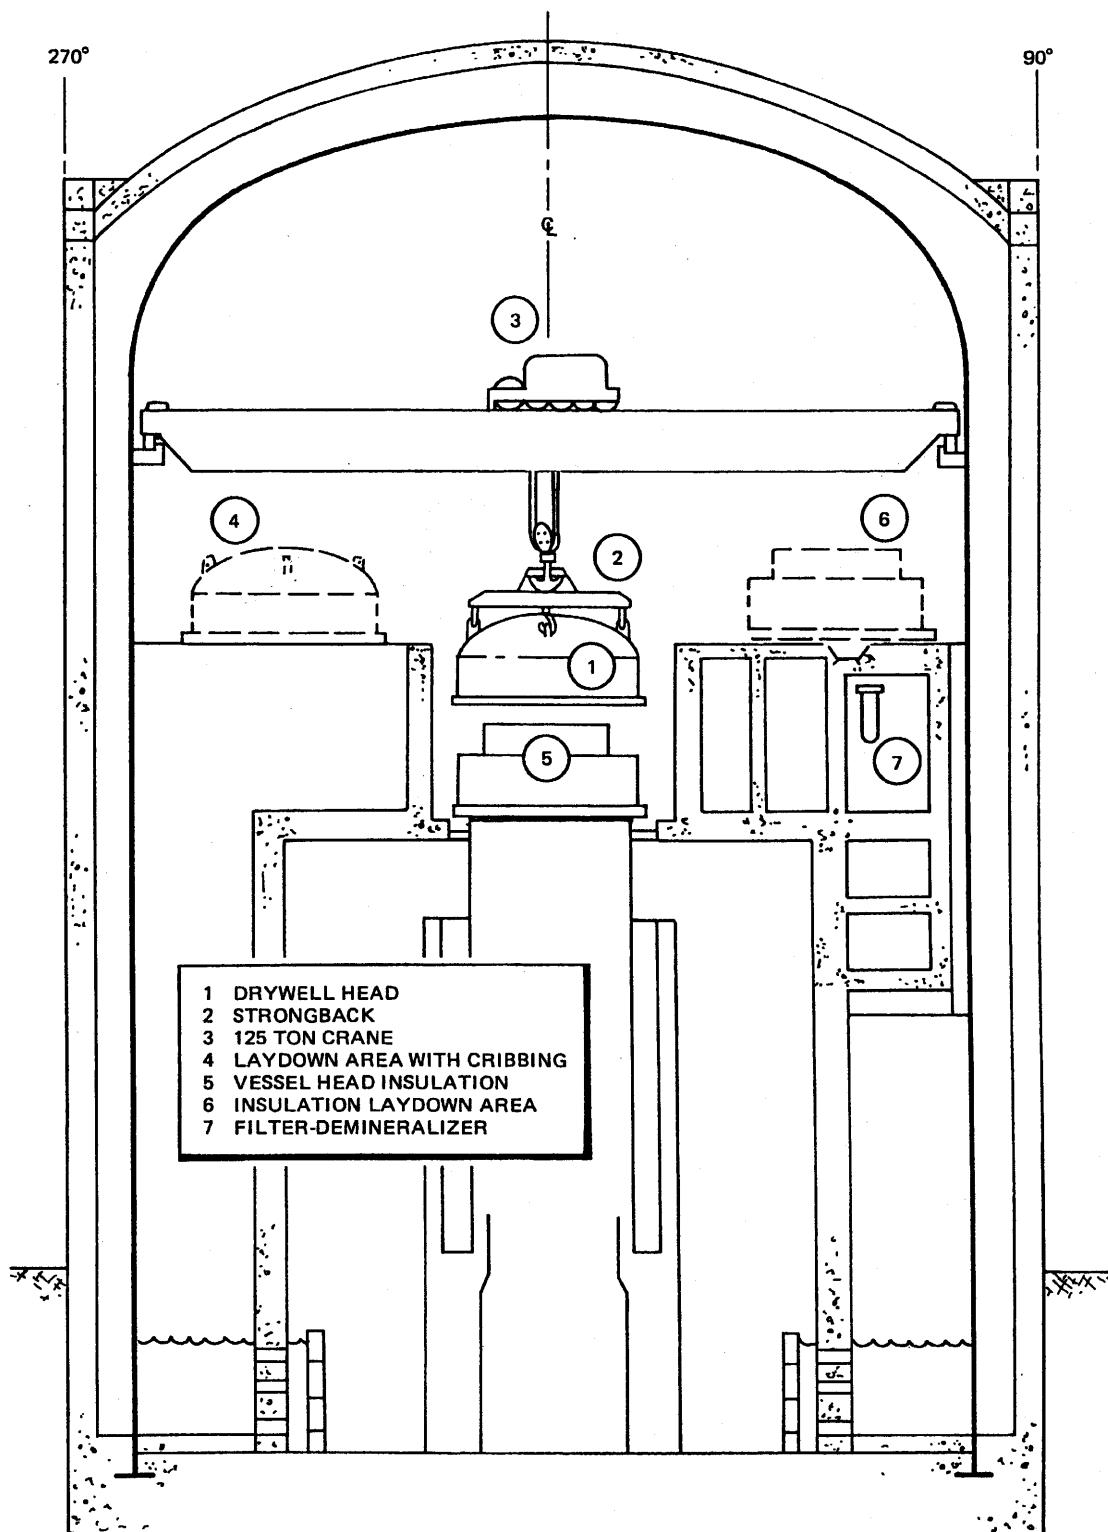 270°
90°
℄
3
4
6
2
1
5
7
1 DRYWELL HEAD
2 STRONGBACK
3 125 TON CRANE
4 LAYDOWN AREA WITH CRIBBING
5 VESSEL HEAD INSULATION
6 INSULATION LAYDOWN AREA
7 FILTER-DEMINERALIZER